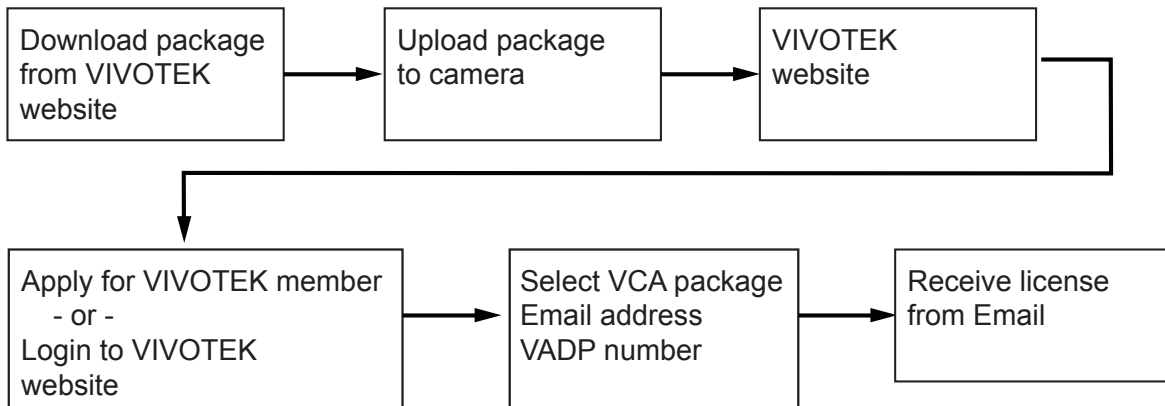 Download package
from VIVOTEK
website
Upload package
to camera
VIVOTEK
website
Apply for VIVOTEK member
- or -
Login to VIVOTEK
website
Select VCA package
Email address
VADP number
Receive license
from Email